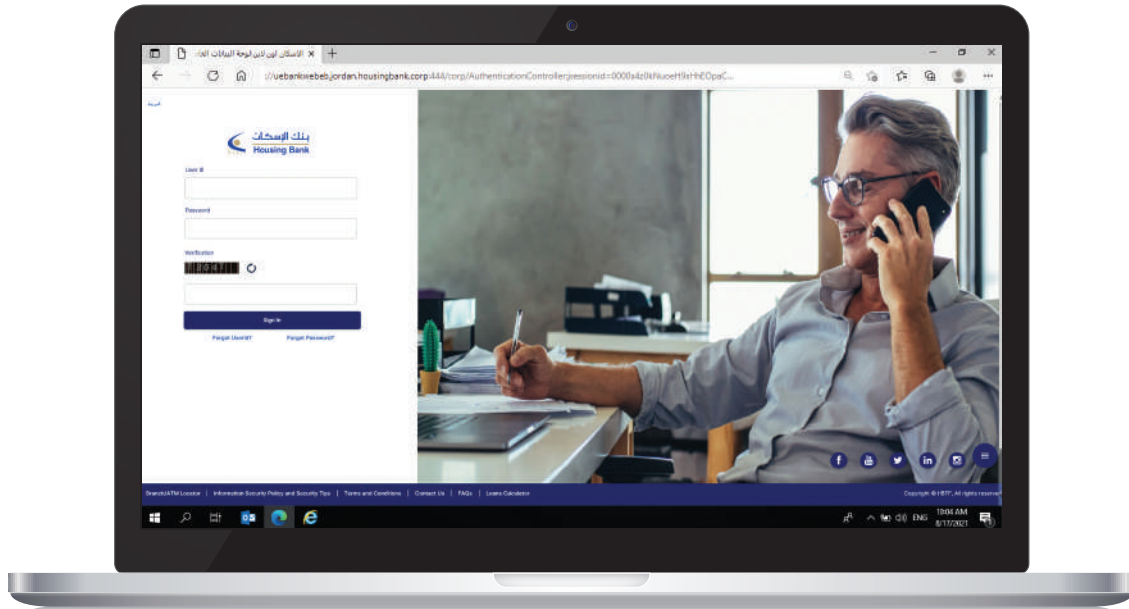 الاسكان اون لاين لوحة البيانات
://uebankwebeb.jordan.housingbank.corp:444/corp/AuthenticationController;jsessionid=
العربية
بنك الإسكان
Housing Bank
User Id
Password
Verification
Sign In
Forgot UserId?
Forgot Password?
Branch/ATM Locator | Information Security Policy and Security Tips | Terms and Conditions | Contact Us | FAQs | Loans Calculator
Copyright © HBTF, All rights reserved
ENG
10:04 AM
8/17/2021